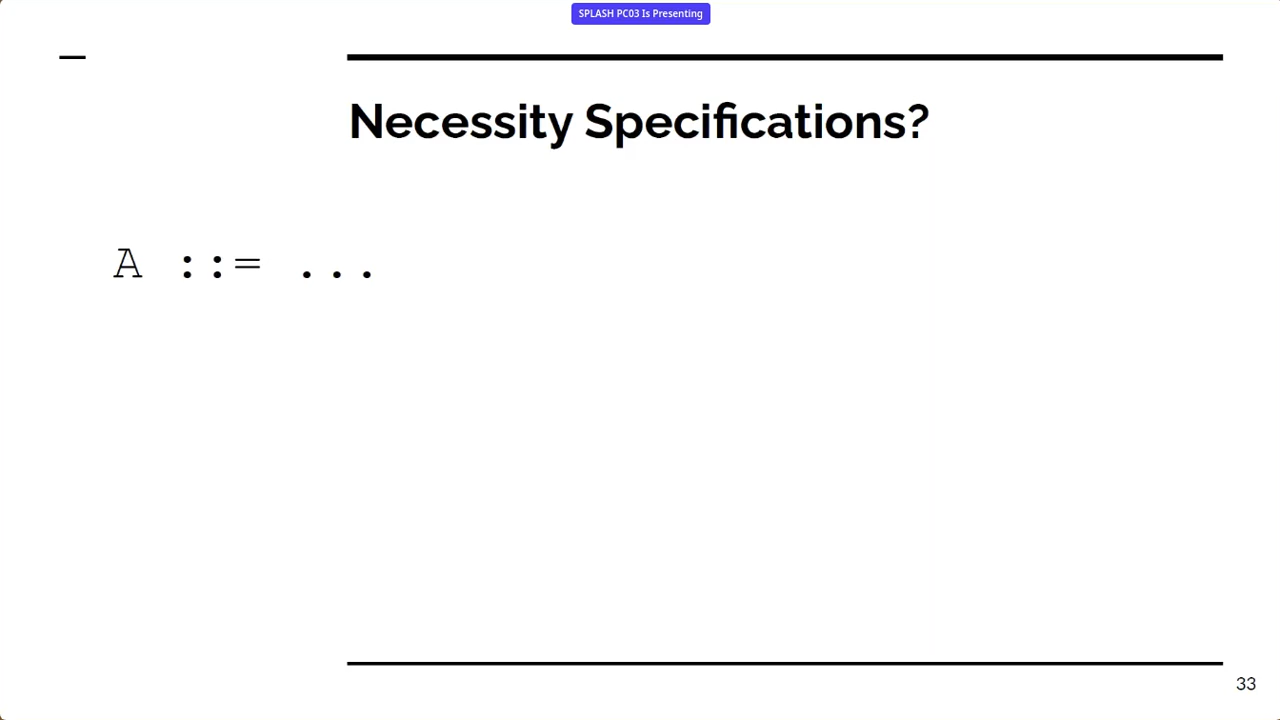 SPLASH PC03 Is Presenting
Necessity Specifications?
A ::= ...
33